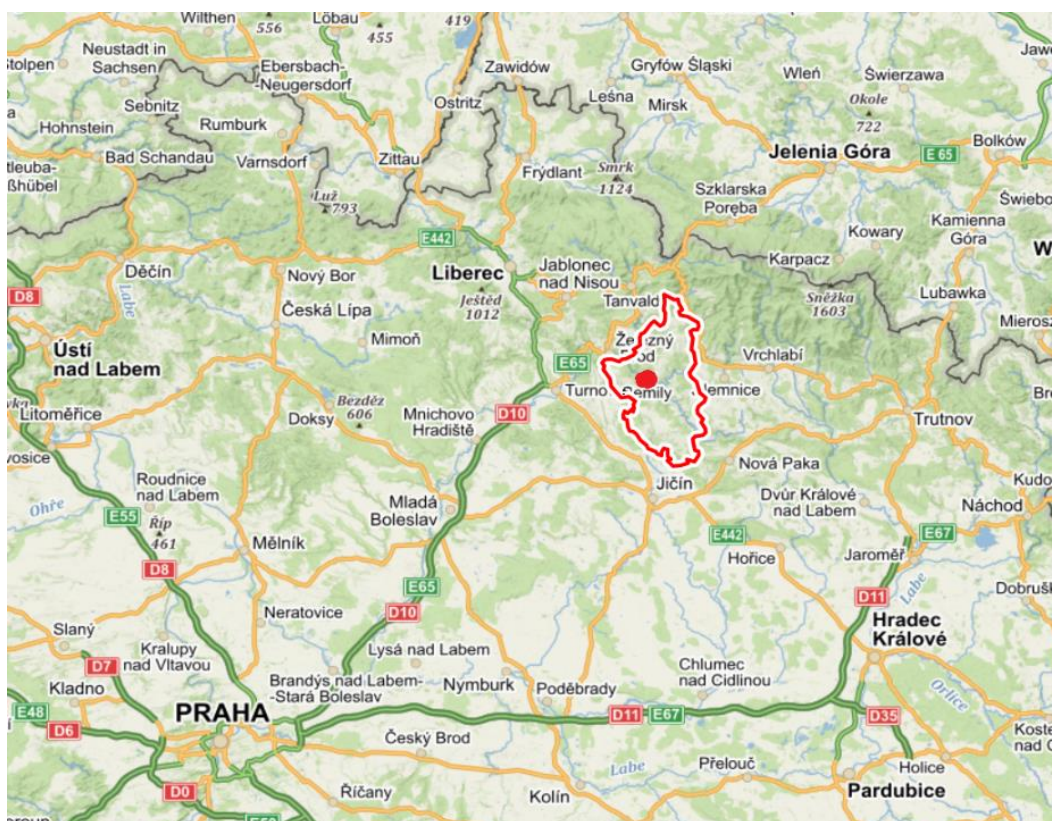 Wilthen
556
Löbau
455
419
Neustadt in
Sachsen
Stolpen
Ebersbach-
-Neugersdorf
Zawidów
Gryfów Śląski
Wleń
Świerzawa
Ostritz
Leśna
Mirsk
Okole
722
Sebnitz
Hohnstein
Rumburk
Bad Schandau
Varnsdorf
Zittau
Frýdlant
Smrk
1124
Jelenia Góra
E 65
Bolków
Luž
793
Szklarska
Poręba
Kamienna
Góra
Kowary
E442
Děčín
Labe
Nový Bor
Liberec
Jablonec
nad Nisou
Karpacz
D8
Česká Lípa
Ještěd
1012
Tanvald
Sněžka
1603
Lubawka
Ústí
nad Labem
Mimoň
E65
Vrchlabí
Litoměřice
Doksy
Bezděz
606
Mnichovo
Hradiště
D10
Turno
Semily
Trutnov
Roudnice
nad Labem
Nová Paka
Jičín
Ohře
Mladá
Boleslav
Dvůr Králové
nad Labem
Náchod
E55
Říp
461
Mělník
E442
Hořice
E67
Jaroměř
D8
E65
D10
D11
Labe
Neratovice
Slaný
Kralupy
nad Vltavou
Lysá nad Labem
Hradec
Králové
D7
Kladno
Brandýs nad Labem-
-Stará Boleslav
Nymburk
Poděbrady
Chlumec
nad Cidlinou
Orlice
E48
D6
PRAHA
D11
E67
D35
Český Brod
Labe
Přelouč
Holice
D0
Říčany
Kolín
Pardubice